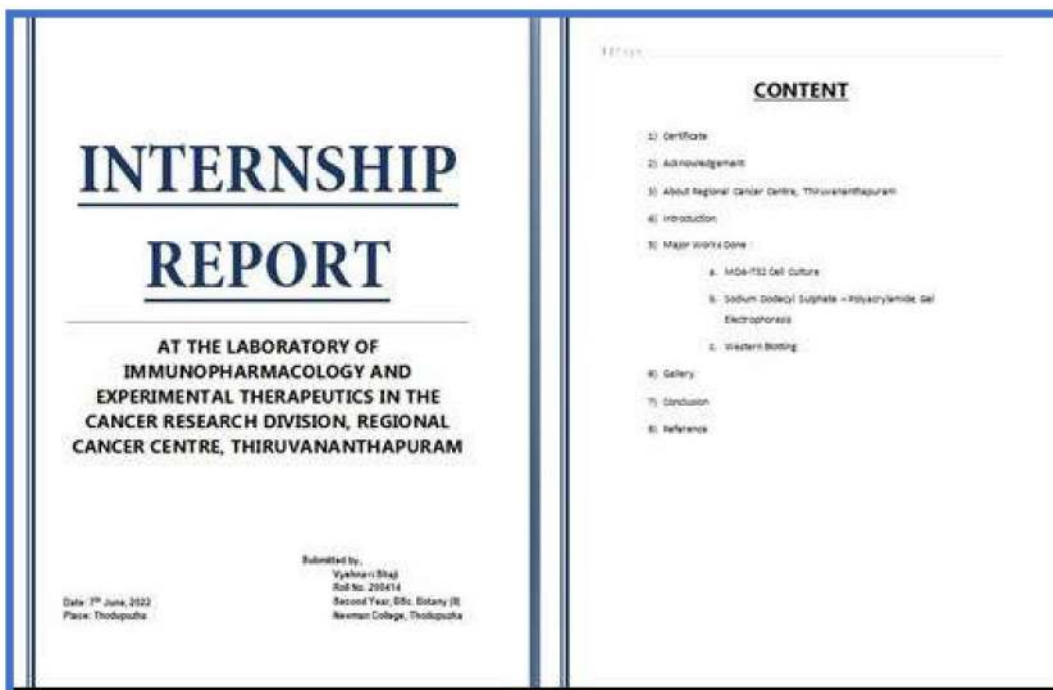 INTERNSHIP
REPORT
AT THE LABORATORY OF
IMMUNOPHARMACOLOGY AND
EXPERIMENTAL THERAPEUTICS IN THE
CANCER RESEARCH DIVISION, REGIONAL
CANCER CENTRE, THIRUVANANTHAPURAM
Submitted by,
Shaji
Roll No. 200414
Second Year, BSc. Botany
Newman College, Thodupuzha
Date: 7th June, 2022
Place: Thodupuzha
CONTENT
1) Certificate
2) Acknowledgement
3) About Regional Cancer Centre, Thiruvananthapuram
4) Introduction
5) Major Works Done :
a. Cell Culture
b. Sodium Dodecyl Sulphate – Polyacrylamide Gel
Electrophoresis
c. Western Blotting
6) Gallery
7) Conclusion
8) Reference